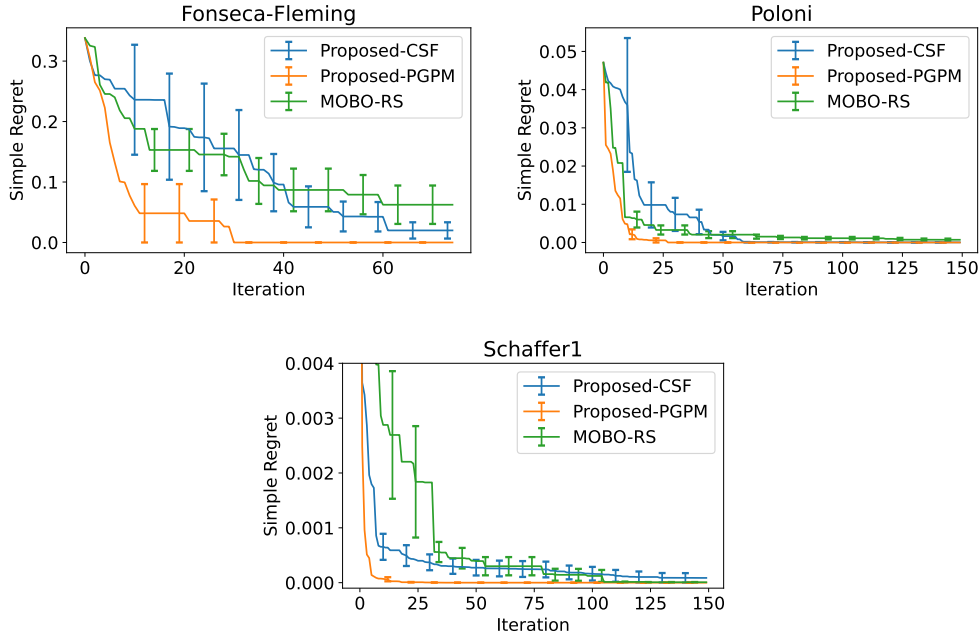 Fonseca-Fleming
Simple Regret
0.3
0.2
0.1
0.0
Proposed-CSF
Proposed-PGPM
MOBO-RS
0 20 40 60
Iteration
Poloni
Simple Regret
0.05
0.04
0.03
0.02
0.01
0.00
Proposed-CSF
Proposed-PGPM
MOBO-RS
0 25 50 75 100 125 150
Iteration
Schaffer1
Simple Regret
0.004
0.003
0.002
0.001
0.000
Proposed-CSF
Proposed-PGPM
MOBO-RS
0 25 50 75 100 125 150
Iteration